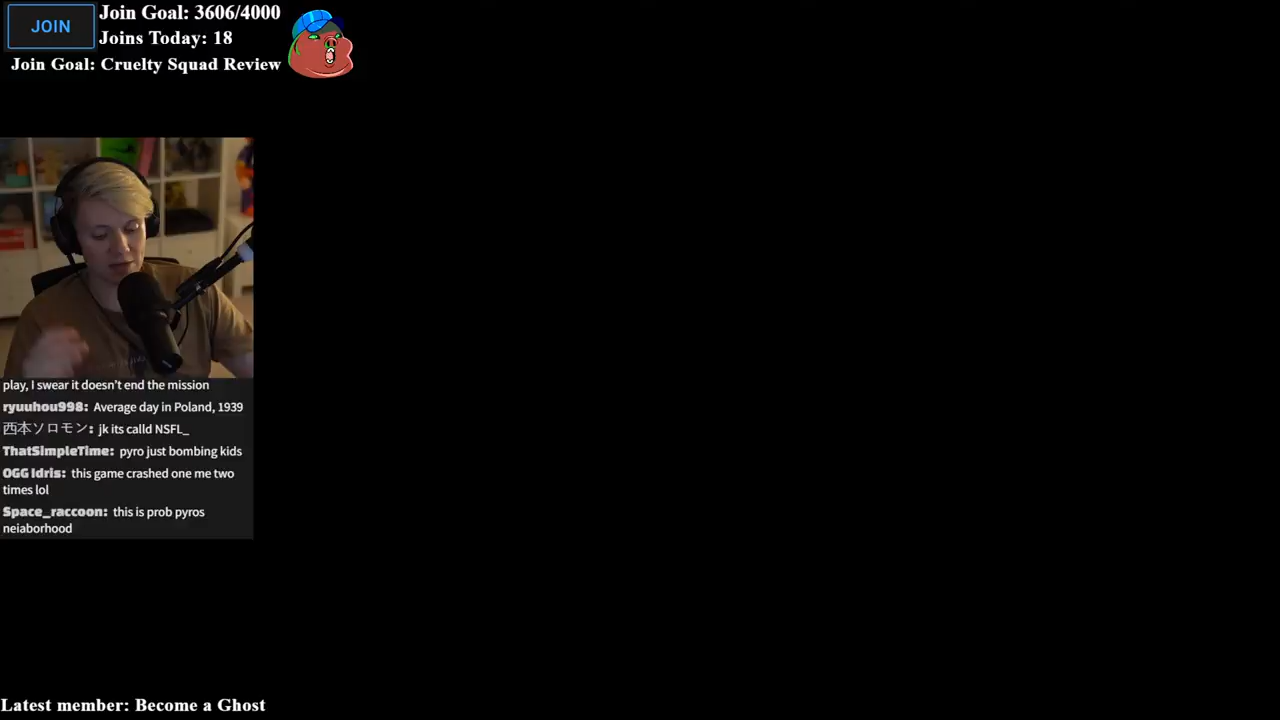 JOIN
Join Goal: 3606/4000
Joins Today: 18
Join Goal: Cruelty Squad Review
play, I swear it doesn't end the mission
ryuuhou998: Average day in Poland, 1939
西本ソロモン: jk its calld NSFL_
ThatSimpleTime: pyro just bombing kids
OGG Idris: this game crashed one me two
times lol
Space_raccoon: this is prob pyros
neiaborhood
Latest member: Become a Ghost